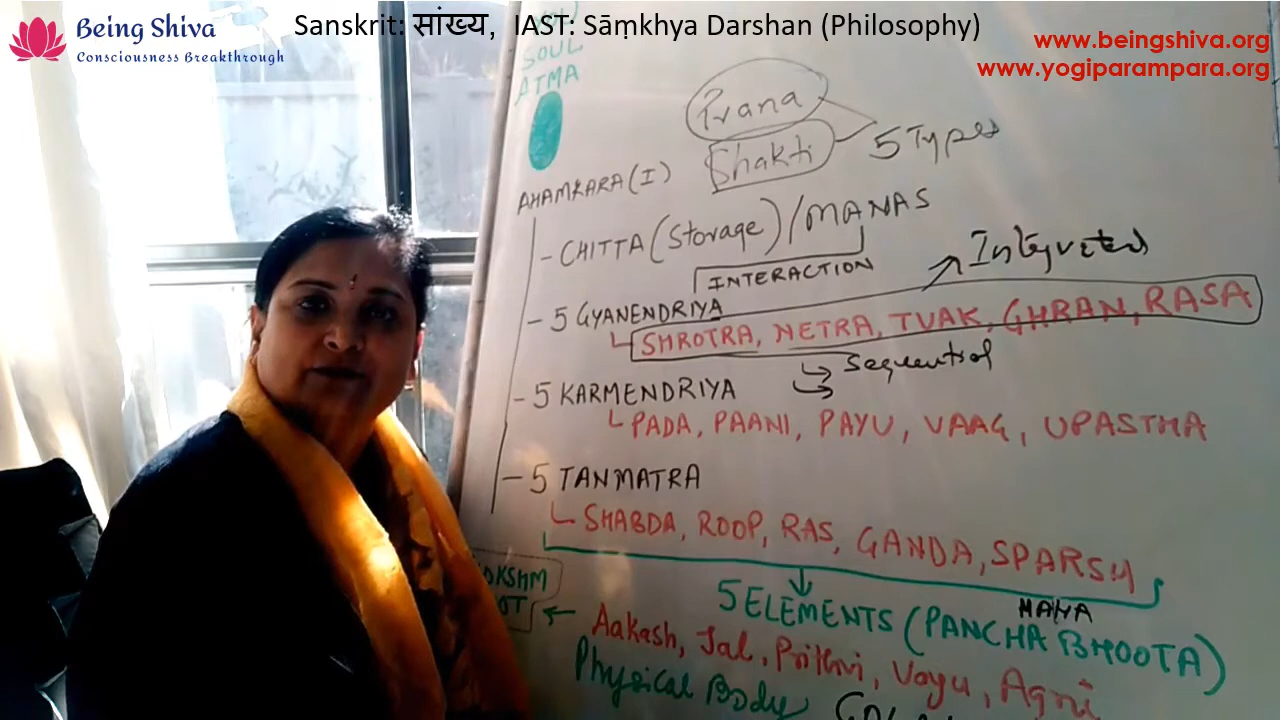 Being Shiva
Consciousness Breakthrough
Sanskrit: सांख्य, IAST: Sāṃkhya Darshan (Philosophy)
www.beingshiva.org
www.yogiparampara.org
SOUL
ATMA
Prana
Shakti
5 Types
AHAMKARA (I)
- CHITTA (Storage) / MANAS
INTERACTION
Integrated
- 5 GYANENDRIYA
SHROTRA, NETRA, TVAK, GHRAN, RASA
Sequential
- 5 KARMENDRIYA
PADA, PAANI, PAYU, VAAG, UPASTHA
- 5 TANMATRA
SHABDA, ROOP, RAS, GANDA, SPARSH
5 ELEMENTS (PANCHA MAHA BHOOTA)
Aakash, Jal, Prithvi, Vayu, Agni
Physical Body